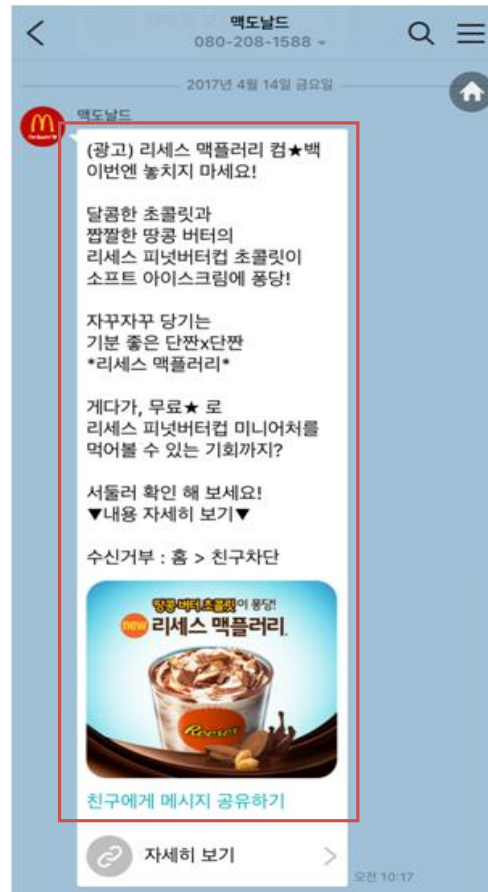 맥도날드
080-208-1588
2017년 4월 14일 금요일
맥도날드
(광고) 리세스 맥플러리 컴★백
이번엔 놓치지 마세요!
달콤한 초콜릿과
짭짤한 땅콩 버터의
리세스 피넛버터컵 초콜릿이
소프트 아이스크림에 퐁당!
자꾸자꾸 당기는
기분 좋은 단짠x단짠
*리세스 맥플러리*
게다가, 무료★ 로
리세스 피넛버터컵 미니어처를
먹어볼 수 있는 기회까지?
서둘러 확인 해 보세요!
▼내용 자세히 보기▼
수신거부 : 홈 > 친구차단
땅콩버터 초콜릿이 퐁당!
new 리세스 맥플러리
Reese's
친구에게 메시지 공유하기
자세히 보기
오전 10:17